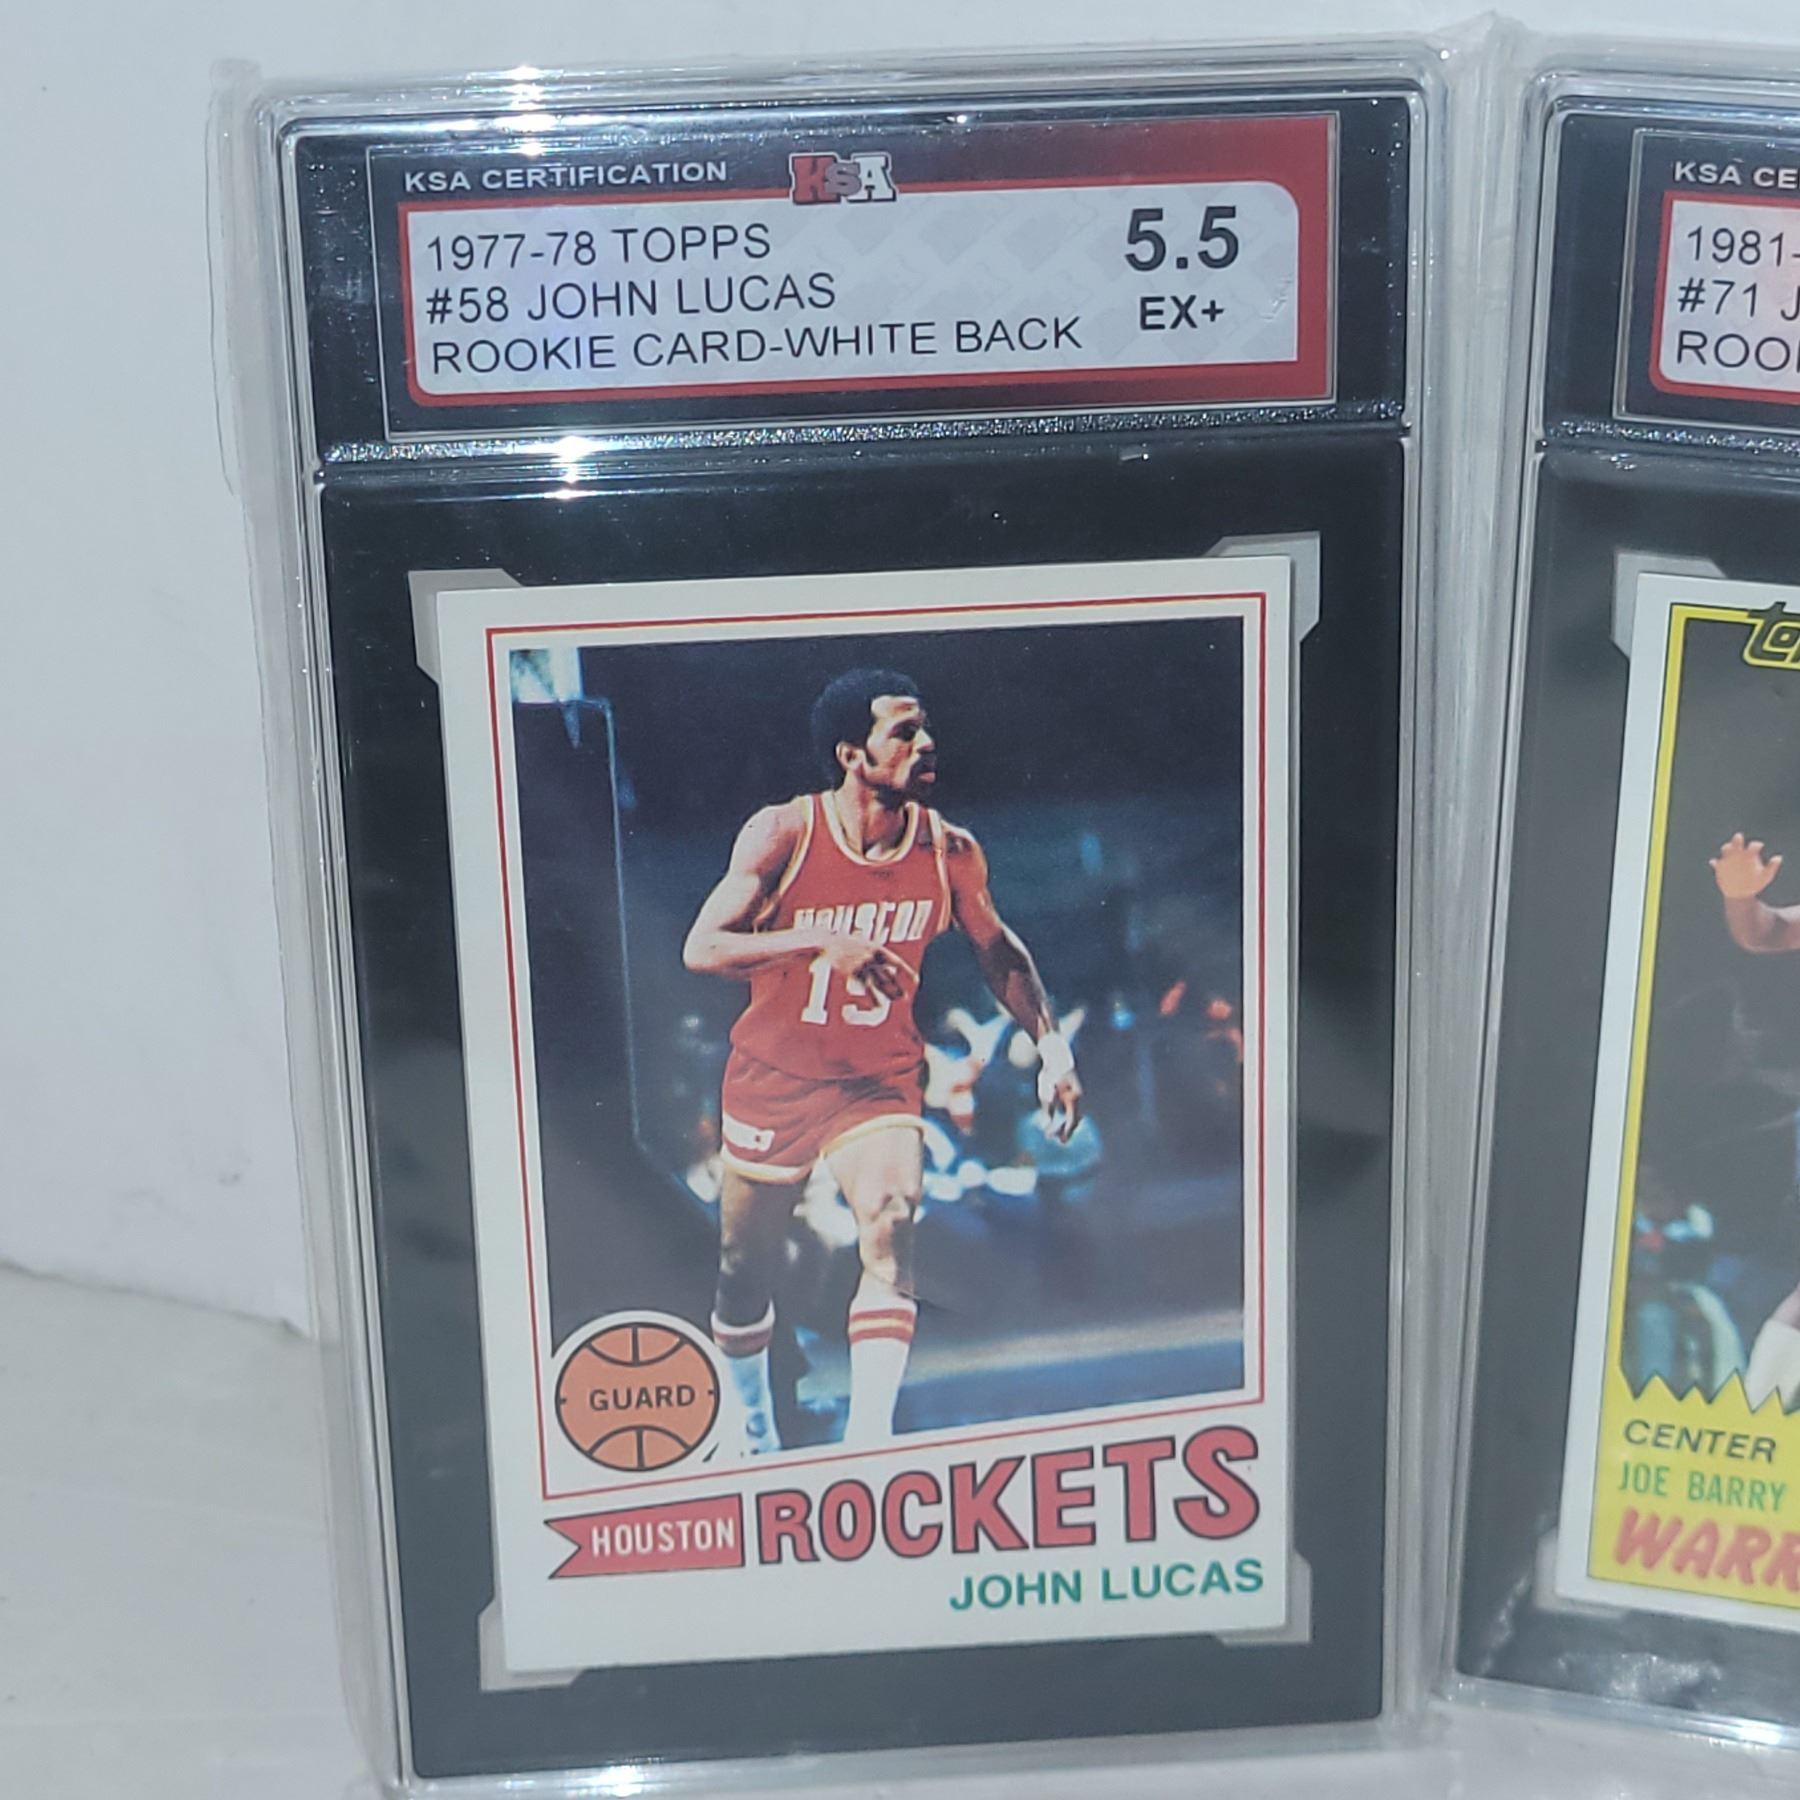 KSA CERTIFICATION
KSA
1977-78 TOPPS
#58 JOHN LUCAS
ROOKIE CARD-WHITE BACK
5.5
EX+
HOUSTON
15
GUARD
HOUSTON
ROCKETS
JOHN LUCAS
KSA CE
1981-
#71 J
ROO
CENTER
JOE BARRY
WARR